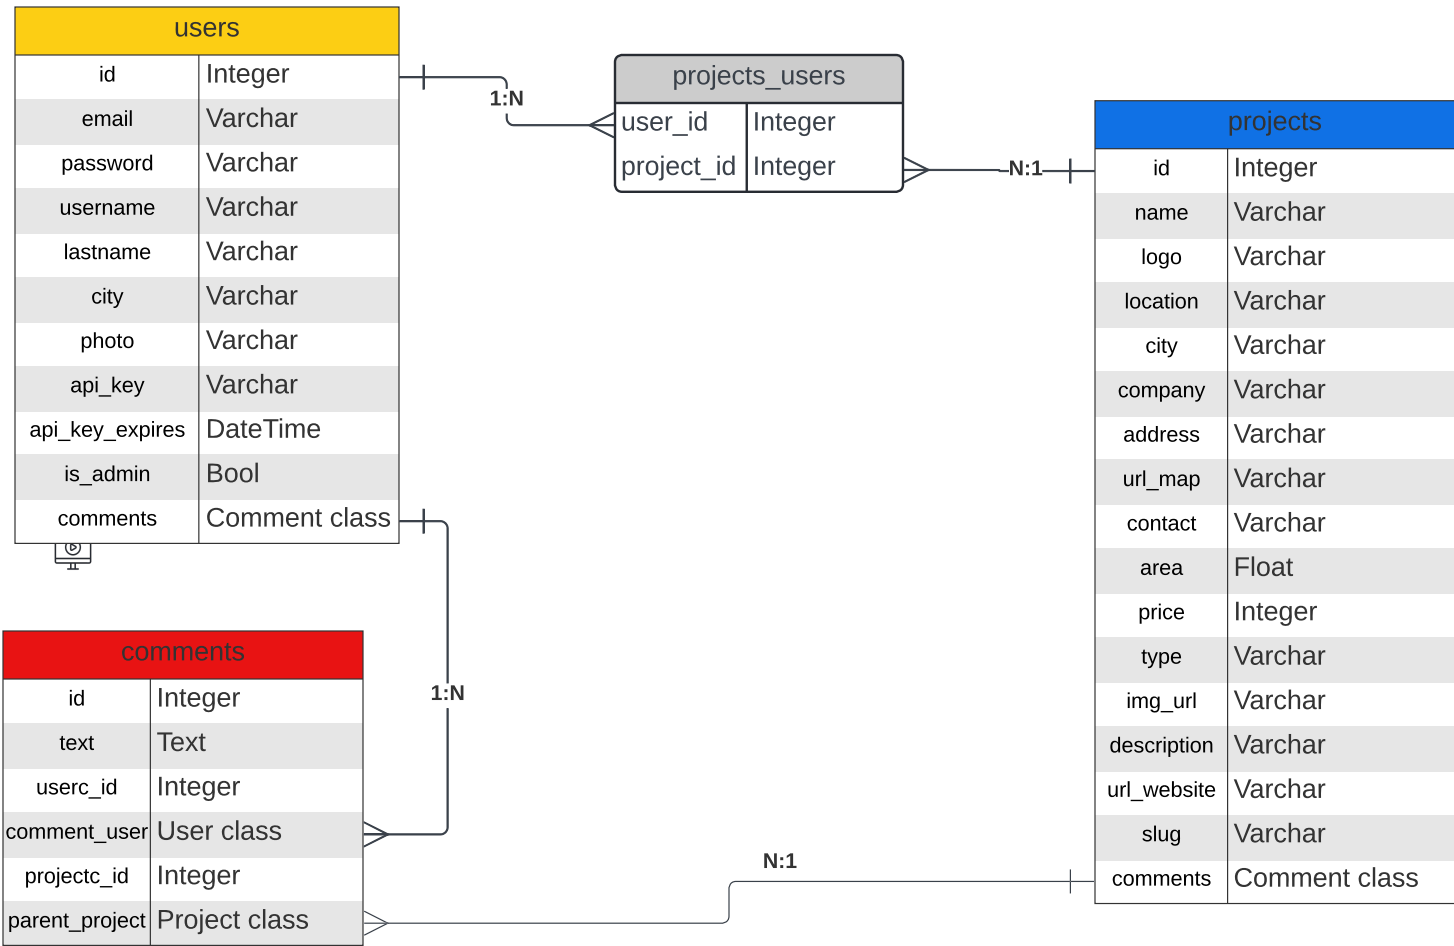 users
id Integer
email Varchar
password Varchar
username Varchar
lastname Varchar
city Varchar
photo Varchar
api_key Varchar
api_key_expires DateTime
is_admin Bool
comments Comment class
1:N
projects_users
user_id Integer
project_id Integer
N:1
projects
id Integer
name Varchar
logo Varchar
location Varchar
city Varchar
company Varchar
address Varchar
url_map Varchar
contact Varchar
area Float
price Integer
type Varchar
img_url Varchar
description Varchar
url_website Varchar
slug Varchar
comments Comment class
comments
id Integer
text Text
userc_id Integer
comment_user User class
projectc_id Integer
parent_project Project class
1:N
N:1